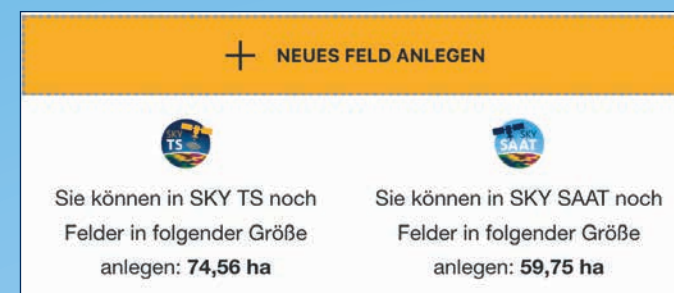 NEUES FELD ANLEGEN
SKY
TS
SKY
SAAT
Sie können in SKY TS noch
Felder in folgender Größe
anlegen: 74,56 ha
Sie können in SKY SAAT noch
Felder in folgender Größe
anlegen: 59,75 ha